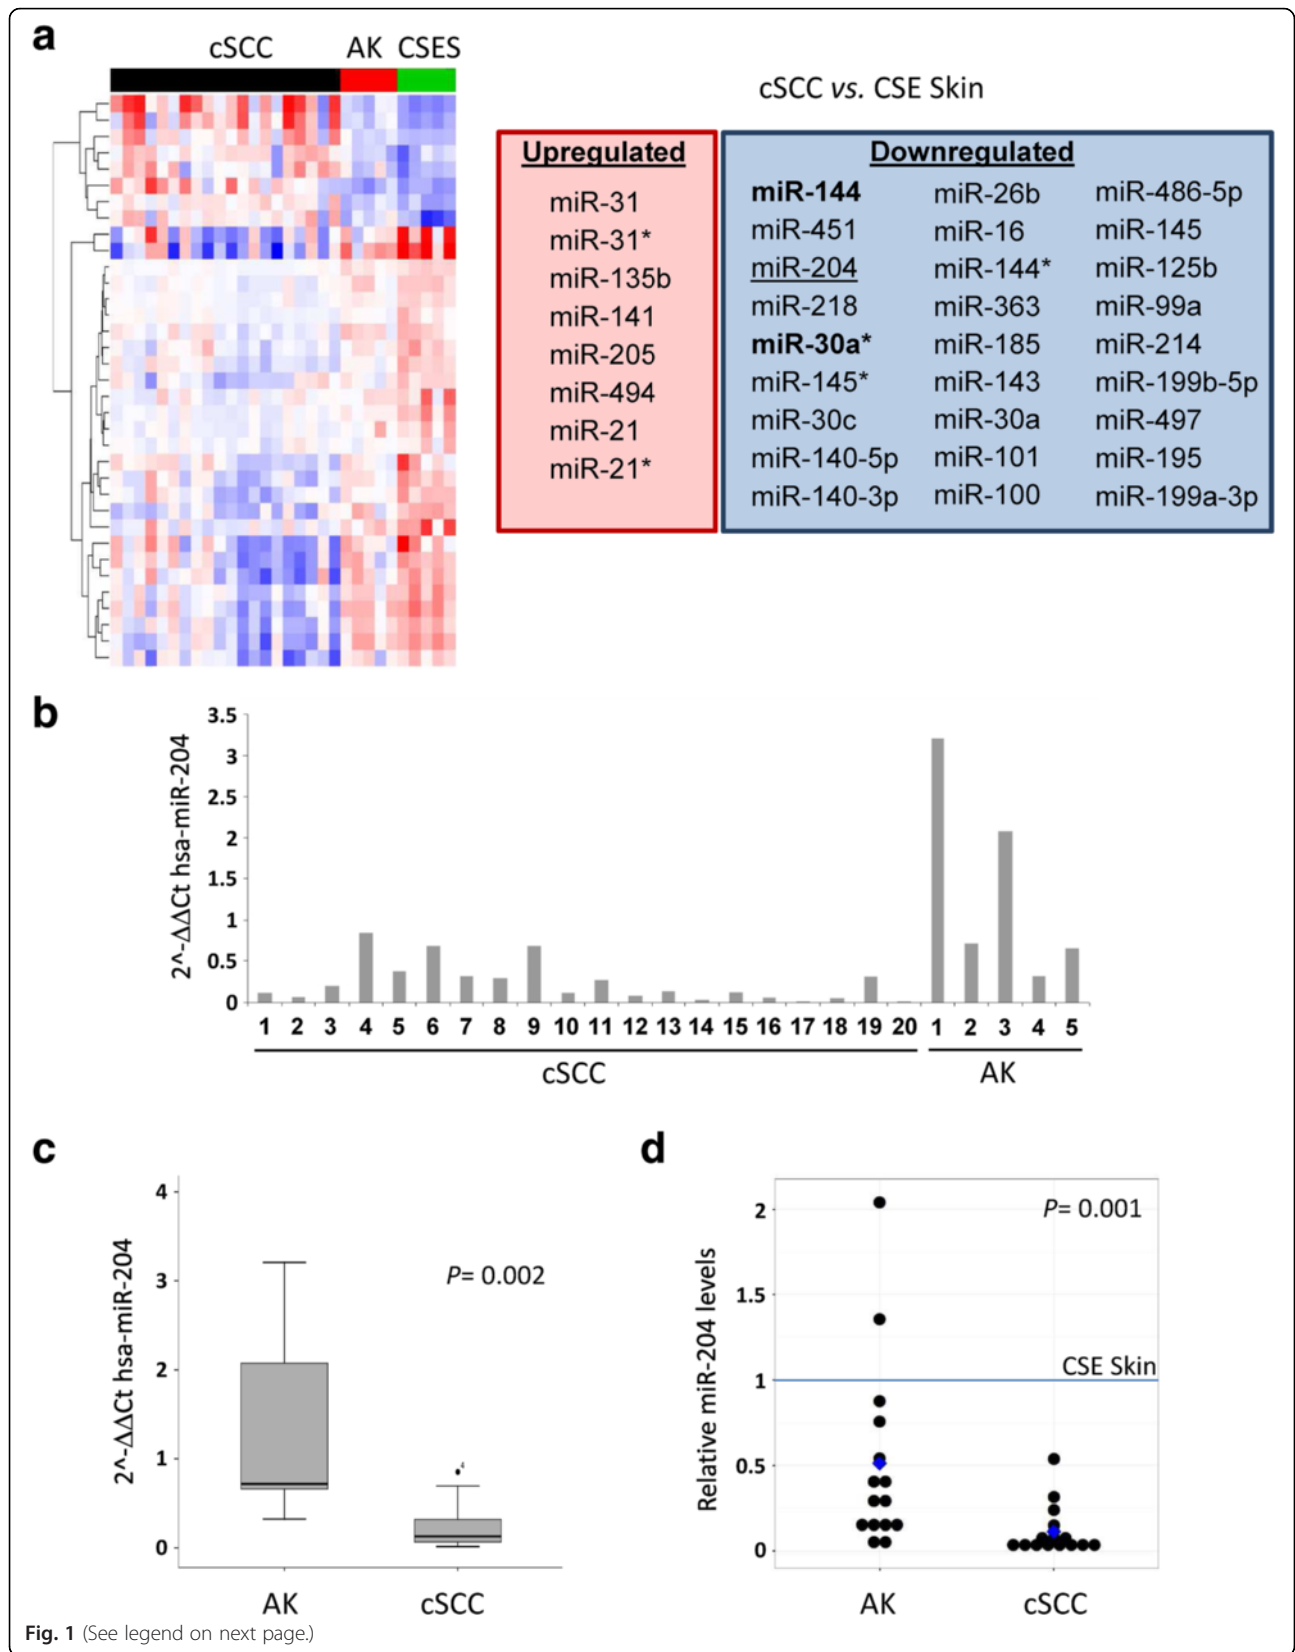 a
cSCC AK CSES
cSCC vs. CSE Skin
Upregulated
miR-31
miR-31*
miR-135b
miR-141
miR-205
miR-494
miR-21
miR-21*
Downregulated
miR-144 miR-26b miR-486-5p
miR-451 miR-16 miR-145
miR-204 miR-144* miR-125b
miR-218 miR-363 miR-99a
miR-30a* miR-185 miR-214
miR-145* miR-143 miR-199b-5p
miR-30c miR-30a miR-497
miR-140-5p miR-101 miR-195
miR-140-3p miR-100 miR-199a-3p
b
2^-ΔΔCt hsa-miR-204
3.5
3
2.5
2
1.5
1
0.5
0
1 2 3 4 5 6 7 8 9 10 11 12 13 14 15 16 17 18 19 20 1 2 3 4 5
cSCC AK
c
2^-ΔΔCt hsa-miR-204
4
3
2
1
0
P= 0.002
4
AK cSCC
d
Relative miR-204 levels
2
1.5
1
0.5
0
P= 0.001
CSE Skin
AK cSCC
Fig. 1 (See legend on next page.)